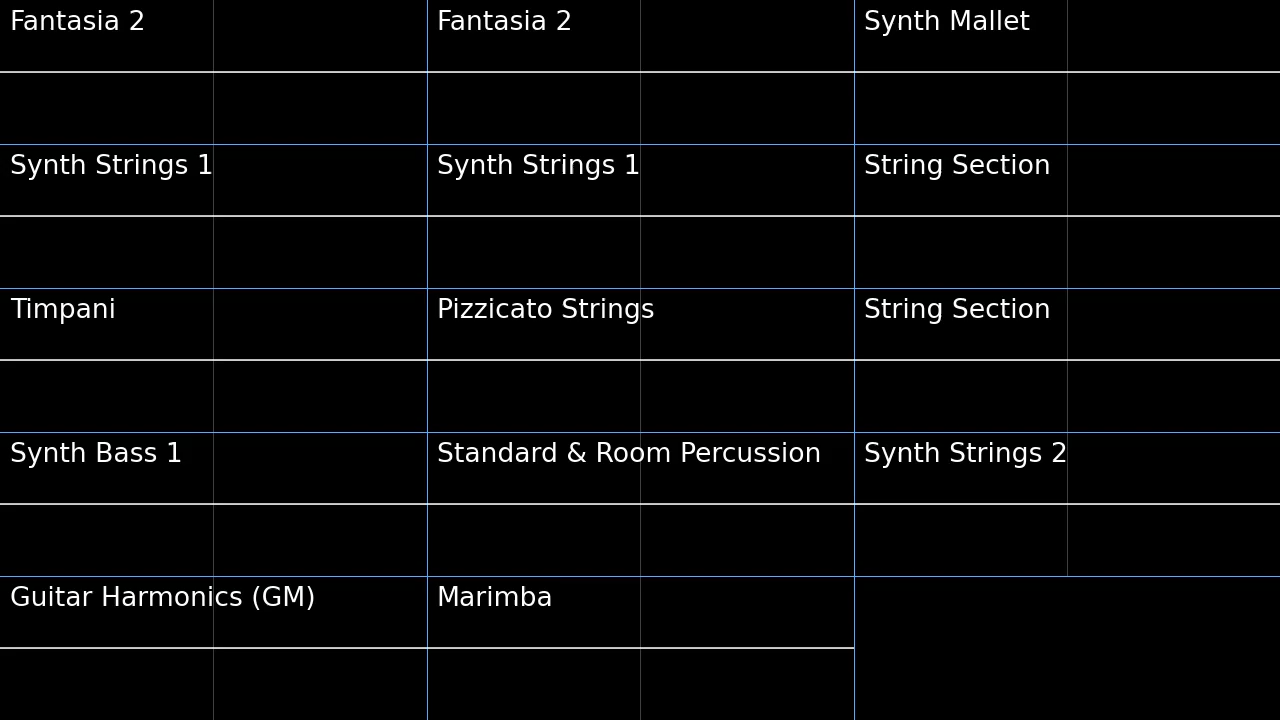 Fantasia 2
Fantasia 2
Synth Mallet
Synth Strings 1
Synth Strings 1
String Section
Timpani
Pizzicato Strings
String Section
Synth Bass 1
Standard & Room Percussion
Synth Strings 2
Guitar Harmonics (GM)
Marimba